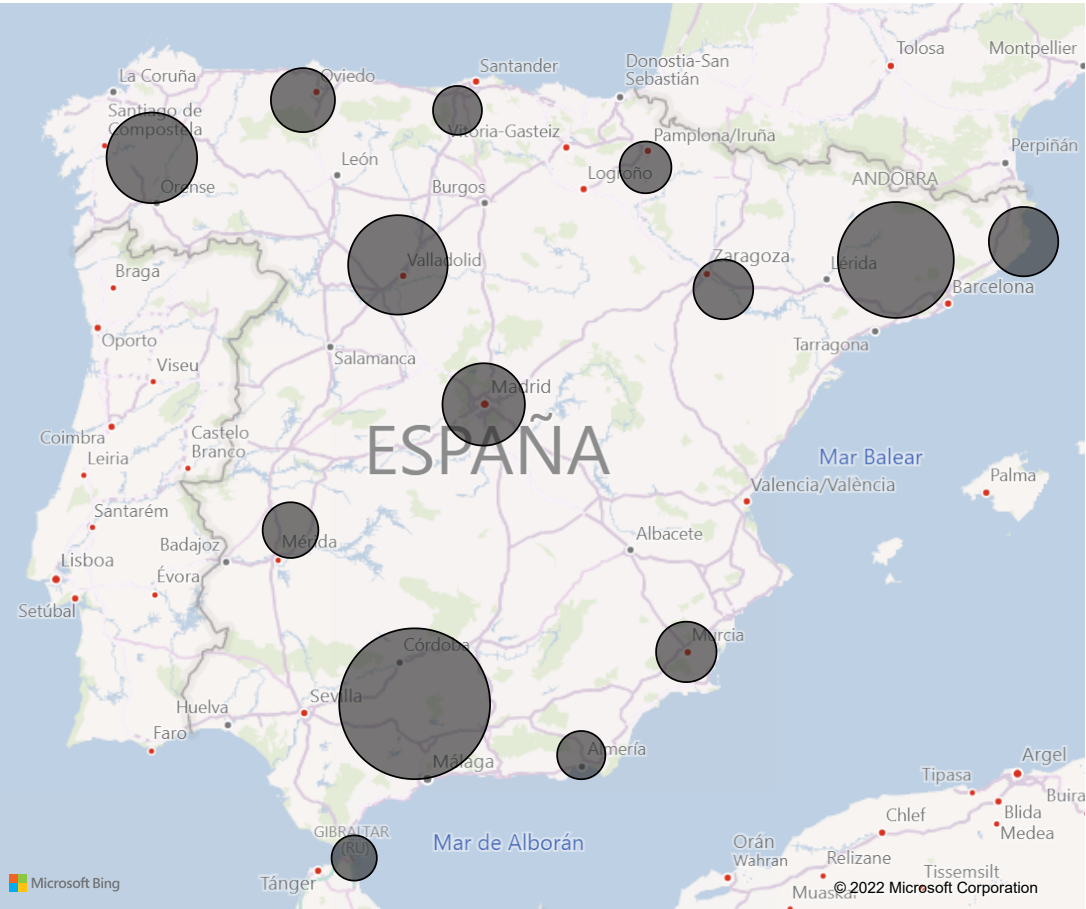 Tolosa
Montpellier
La Coruña
Oviedo
Santander
Donostia-San
Sebastián
Santiago de
Compostela
Vitoria-Gasteiz
Pamplona/Iruña
Perpiñán
León
Logroño
ANDORRA
Orense
Burgos
Braga
Valladolid
Zaragoza
Lérida
Barcelona
Oporto
Salamanca
Tarragona
Viseu
Madrid
Coimbra
Castelo
Branco
ESPAÑA
Leiria
Mar Balear
Palma
Valencia/València
Santarém
Badajoz
Mérida
Albacete
Lisboa
Évora
Setúbal
Córdoba
Murcia
Sevilla
Huelva
Faro
Málaga
Almería
Argel
Tipasa
Buira
Chlef
Blida
Medea
GIBRALTAR
(RU)
Mar de Alborán
Orán
Wahran
Relizane
Tissemsilt
Microsoft Bing
Tánger
Muaskar
© 2022 Microsoft Corporation